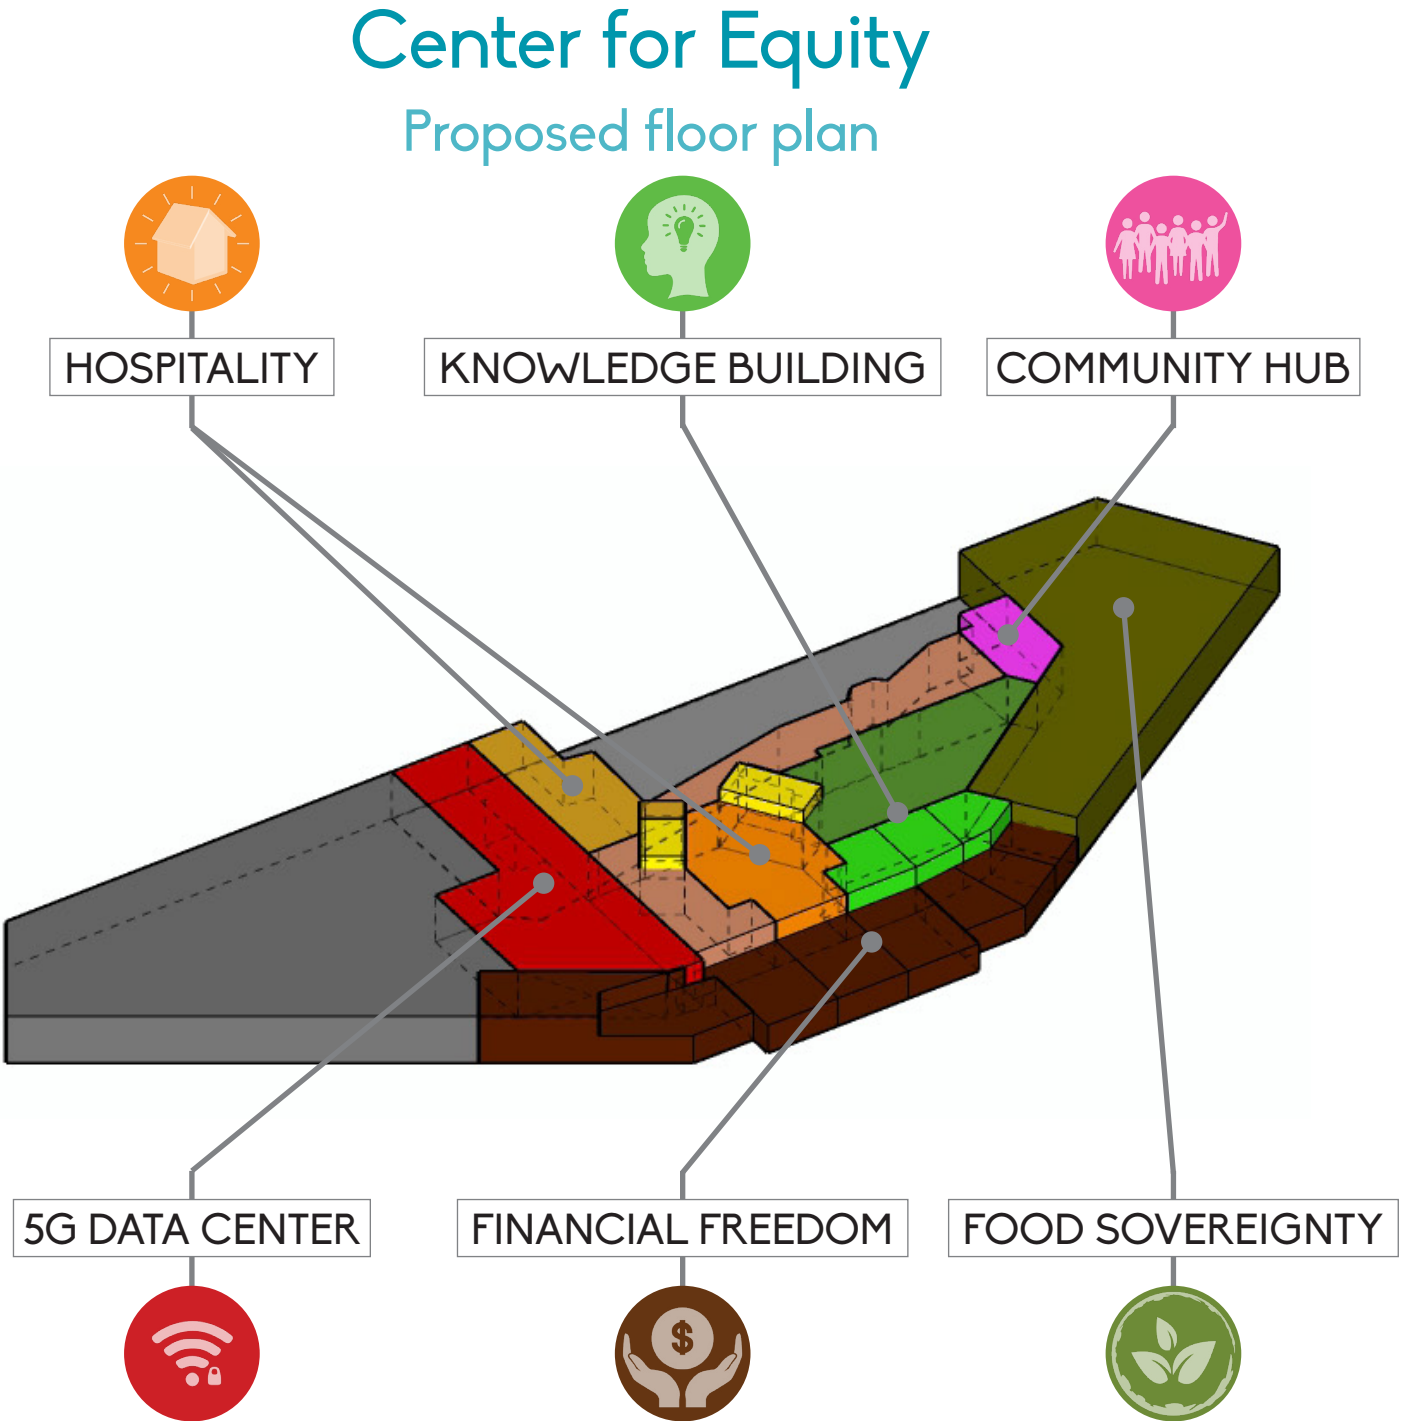 Center for Equity
Proposed floor plan
HOSPITALITY
KNOWLEDGE BUILDING
COMMUNITY HUB
5G DATA CENTER
FINANCIAL FREEDOM
FOOD SOVEREIGNTY
$